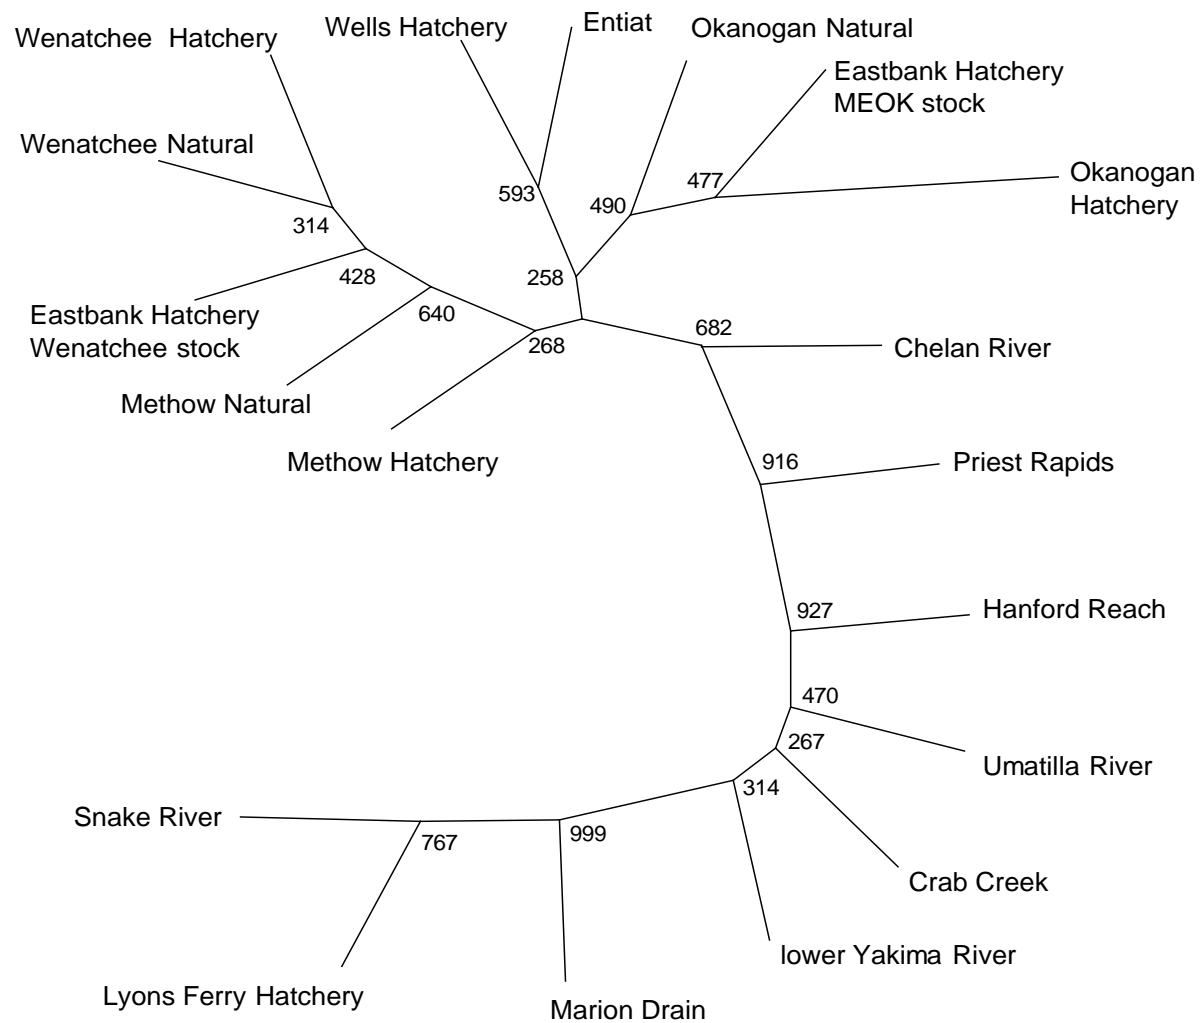 Wenatchee Hatchery
Wells Hatchery
Entiat
Okanogan Natural
Eastbank Hatchery
MEOK stock
Wenatchee Natural
Okanogan
Hatchery
593
490
477
314
428
258
640
268
682
Eastbank Hatchery
Wenatchee stock
Chelan River
Methow Natural
Methow Hatchery
916
Priest Rapids
927
Hanford Reach
470
267
Umatilla River
314
Snake River
767
999
Crab Creek
lower Yakima River
Lyons Ferry Hatchery
Marion Drain